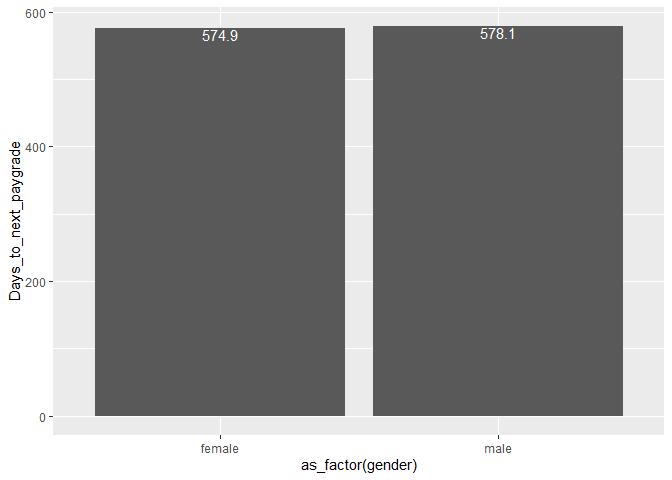 600
400
200
0
Days_to_next_paygrade
574.9
578.1
female
male
as_factor(gender)